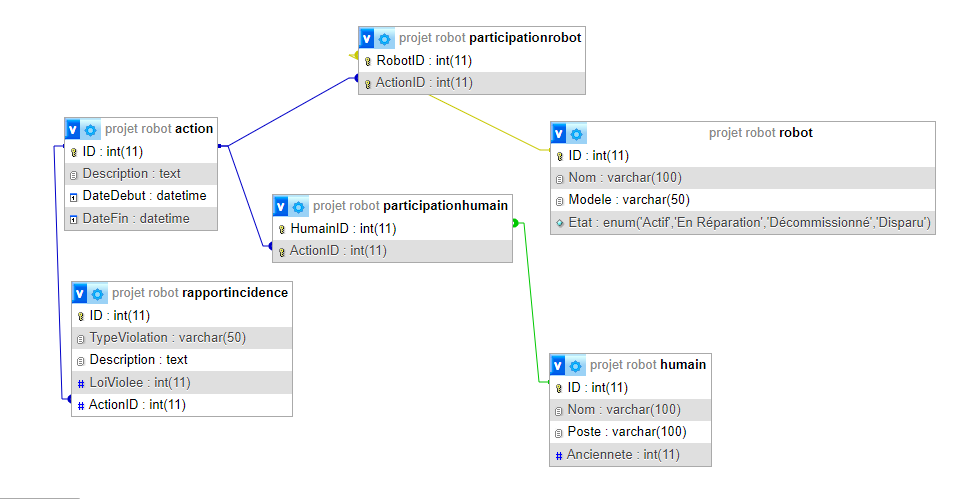 projet robot participationrobot
RobotID : int(11)
ActionID : int(11)
projet robot action
ID : int(11)
Description : text
DateDebut : datetime
DateFin : datetime
projet robot robot
ID : int(11)
Nom : varchar(100)
Modele : varchar(50)
Etat : enum('Actif','En Réparation','Décommissionné','Disparu')
projet robot participationhumain
HumainID : int(11)
ActionID : int(11)
projet robot rapportincidence
ID : int(11)
TypeViolation : varchar(50)
Description : text
# LoiViolee : int(11)
# ActionID : int(11)
projet robot humain
ID : int(11)
Nom : varchar(100)
Poste : varchar(100)
# Anciennete : int(11)